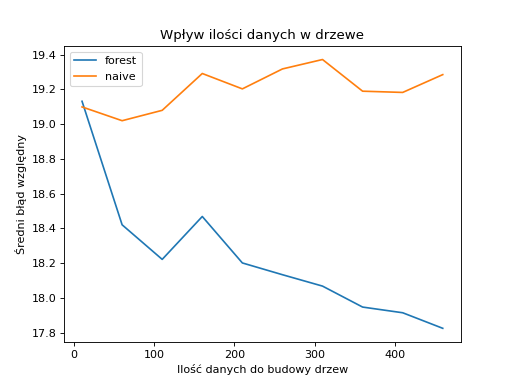 Wpływ ilości danych w drzewe
forest
naive
19.4
19.2
19.0
18.8
18.6
18.4
18.2
18.0
17.8
Średni błąd względny
0
100
200
300
400
Ilość danych do budowy drzew